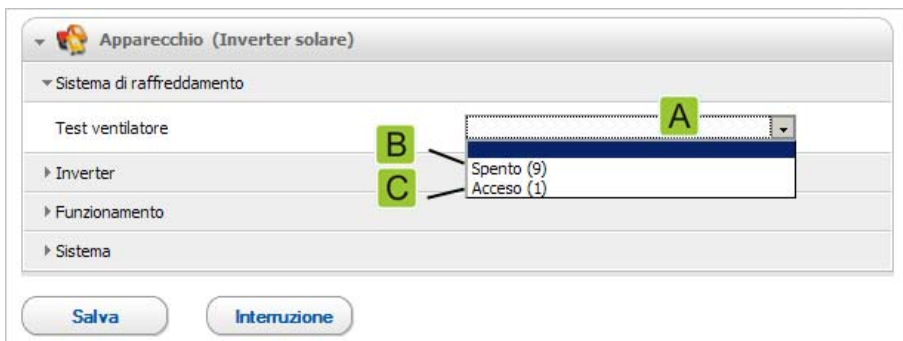 Apparecchio (Inverter solare)
Sistema di raffreddamento
Test ventilatore
A
B
Spento (9)
C
Acceso (1)
Inverter
Funzionamento
Sistema
Salva
Interruzione